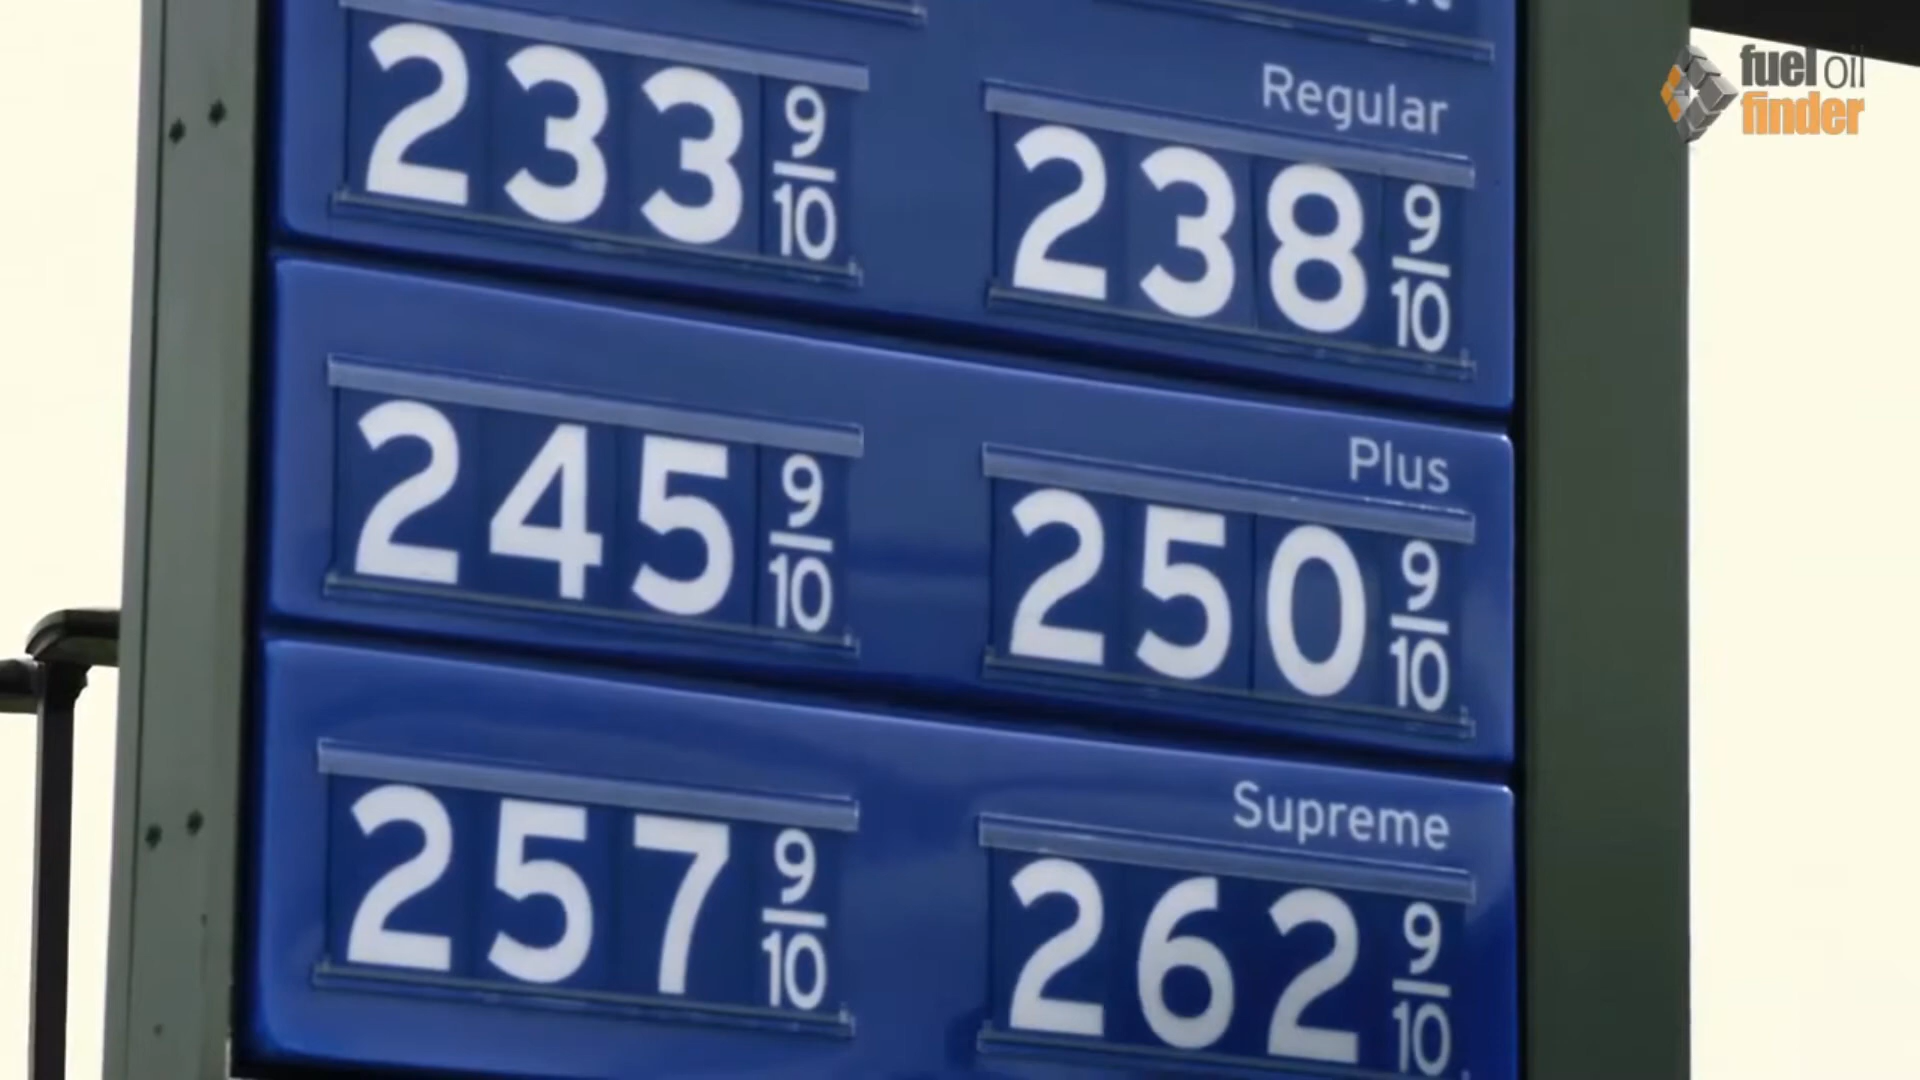 fuel oil
finder
Regular
233 9/10 238 9/10
Plus
245 9/10 250 9/10
Supreme
257 9/10 262 9/10